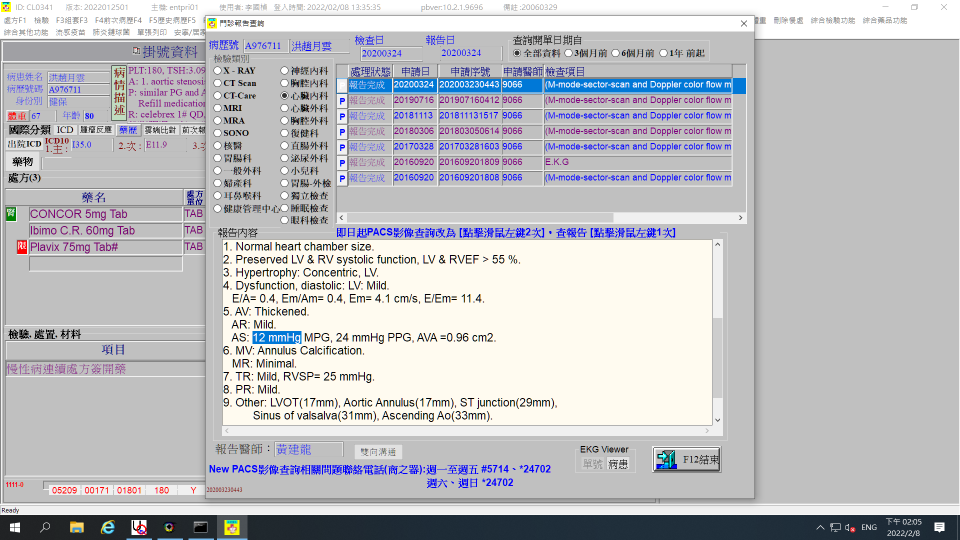 ID: CL0341 版本: 2022012501 主檔: entpri01 使用者: 李國楨 登入時間: 2022/02/08 13:35:35 pbver:10.2.1.9696 備註 :20060329
處方F1 檢驗 F3組套F3 F4前次病歷F4 F5歷史病歷F5
刪除餐處 綜合檢驗功能 綜合藥品功能
綜合其他功能 流感疫苗 肺炎鏈球菌 單張列印
門診報告查詢
掛號資料
病歷號 A976711 洪趙月雲
檢查日 20200324
報告日 20200324
查詢開單日期自
全部資料 3個月前 6個月前 1年 前起
病患姓名 洪趙月雲
病歷號碼 A976711
身份別 健保
體重 67 年齡 80
病情描述
PLT:180, TSH:3.09
A: 1. aortic stenosis
P: similar PG and A
Refill medication
R: celebrex 1# QD.
國際分類 ICD 腫瘤反應 藥歷 雲端比對
出院ICD ICD10 1.主: I35.0 2.次: E11.9 3.
藥物
處方(3)
藥名 處方單位
腎 CONCOR 5mg Tab TAB
Ibimo C.R. 60mg Tab TAB
限 Plavix 75mg Tab# TAB
檢驗, 處置, 材料
項目
慢性病連續處方簽開藥
1111-0 05209 00171 01801 180 Y
Ready
檢驗類別
X - RAY 神經內科
CT Scan 胸腔內科
CT-Care 心臟內科
MRI 心臟外科
MRA 胸腔外科
SONO 復健科
核醫 直腸外科
胃腸科 泌尿外科
一般外科 小兒科
婦產科 胃腸-外檢
耳鼻喉科 獨立檢查
健康管理中心 睡眠檢查
眼科檢查
處理狀態 申請日 申請序號 申請醫師 檢查項目
報告完成 20200324 202003230443 9066 (M-mode-sector-scan and Doppler color flow m
P 報告完成 20190716 201907160412 9066 (M-mode-sector-scan and Doppler color flow m
P 報告完成 20181113 201811131517 9066 (M-mode-sector-scan and Doppler color flow m
P 報告完成 20180306 201803050614 9066 (M-mode-sector-scan and Doppler color flow m
P 報告完成 20170328 201703281603 9066 (M-mode-sector-scan and Doppler color flow m
P 報告完成 20160920 201609201809 9066 E.K.G
P 報告完成 20160920 201609201808 9066 (M-mode-sector-scan and Doppler color flow m
報告內容
即日起PACS影像查詢改為 [點擊滑鼠左鍵2次]，查報告 [點擊滑鼠左鍵1次]
1. Normal heart chamber size.
2. Preserved LV & RV systolic function, LV & RVEF > 55 %.
3. Hypertrophy: Concentric, LV.
4. Dysfunction, diastolic: LV: Mild.
E/A= 0.4, Em/Am= 0.4, Em= 4.1 cm/s, E/Em= 11.4.
5. AV: Thickened.
AR: Mild.
AS: 12 mmHg MPG, 24 mmHg PPG, AVA =0.96 cm2.
6. MV: Annulus Calcification.
MR: Minimal.
7. TR: Mild, RVSP= 25 mmHg.
8. PR: Mild.
9. Other: LVOT(17mm), Aortic Annulus(17mm), ST junction(29mm),
Sinus of valsalva(31mm), Ascending Ao(33mm).
報告醫師： 黃建龍 雙向溝通
EKG Viewer
單號 病患
F12結束
New PACS影像查詢相關問題聯絡電話(商之器):週一至週五 #5714、*24702
週六、週日 *24702
202003230443
ENG
下午 02:05
2022/2/8